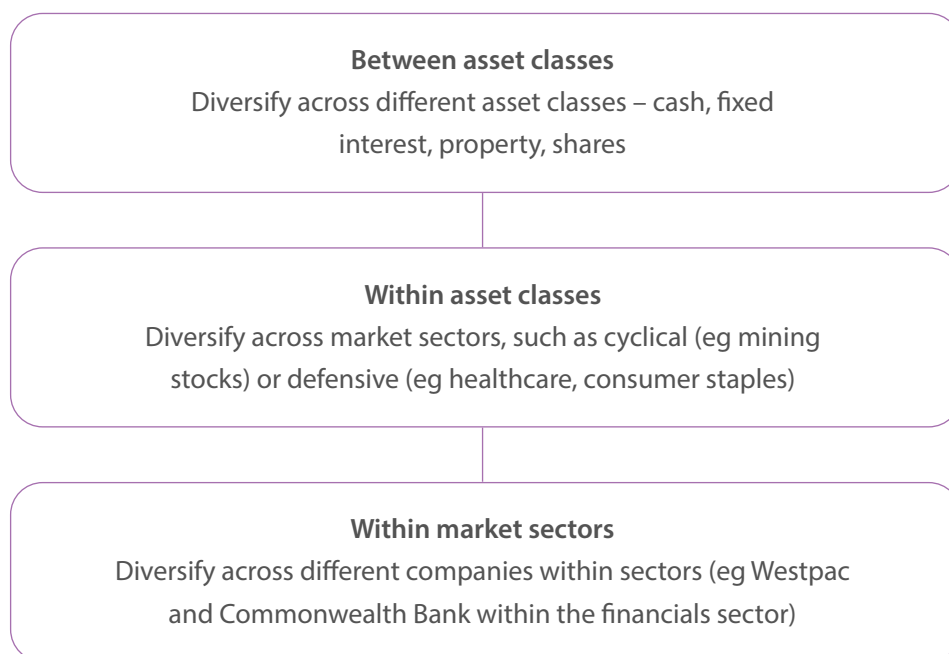 Between asset classes
Diversify across different asset classes – cash, fixed
interest, property, shares
Within asset classes
Diversify across market sectors, such as cyclical (eg mining
stocks) or defensive (eg healthcare, consumer staples)
Within market sectors
Diversify across different companies within sectors (eg Westpac
and Commonwealth Bank within the financials sector)